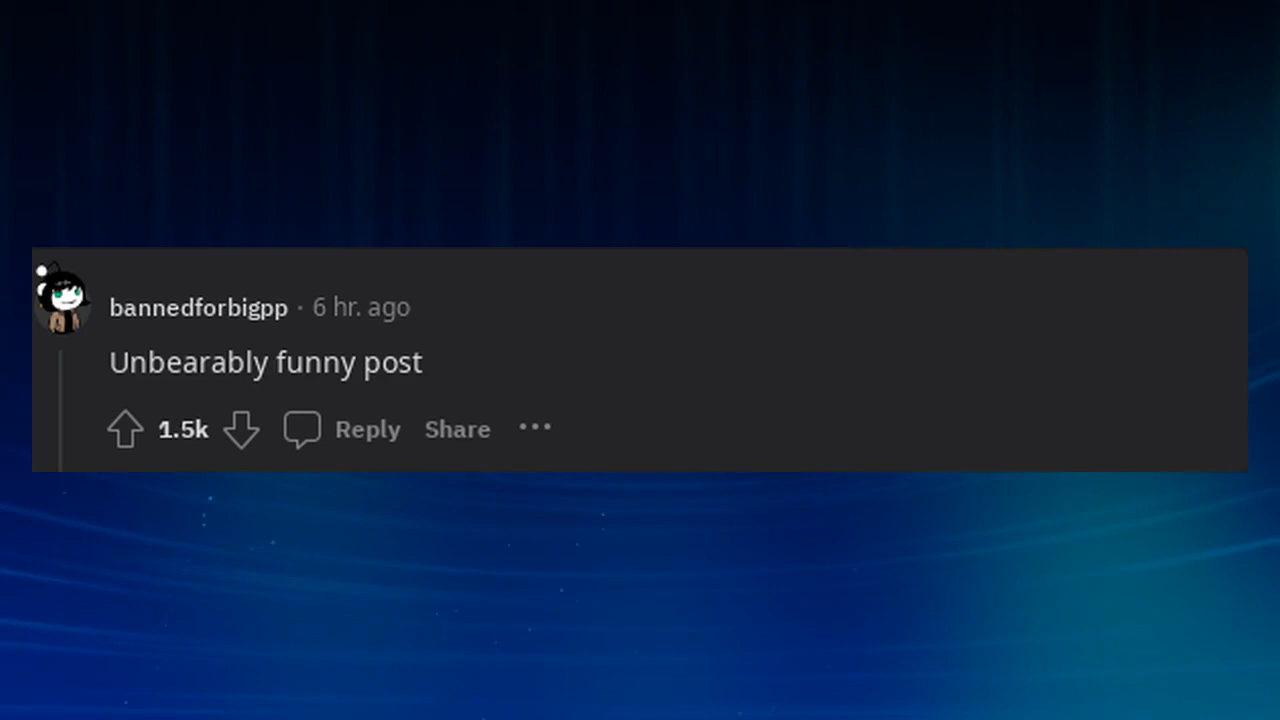 bannedforbigpp · 6 hr. ago
Unbearably funny post
1.5k Reply Share •••